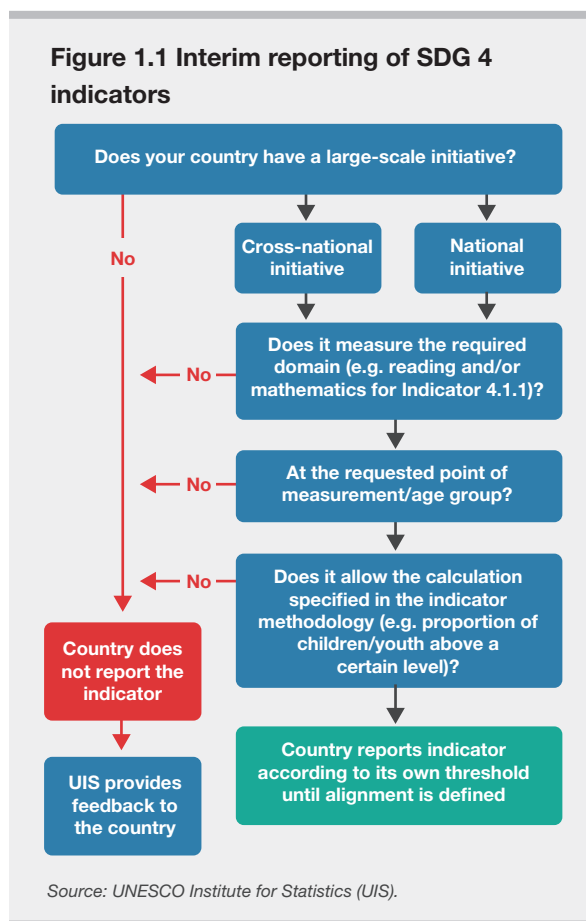 Figure 1.1 Interim reporting of SDG 4
indicators
Does your country have a large-scale initiative?
No
Cross-national
initiative
National
initiative
Does it measure the required
domain (e.g. reading and/or
mathematics for Indicator 4.1.1)?
No
At the requested point of
measurement/age group?
No
Does it allow the calculation
specified in the indicator
methodology (e.g. proportion of
children/youth above a
certain level)?
No
Country does
not report the
indicator
Country reports indicator
according to its own threshold
until alignment is defined
UIS provides
feedback to
the country
Source: UNESCO Institute for Statistics (UIS).